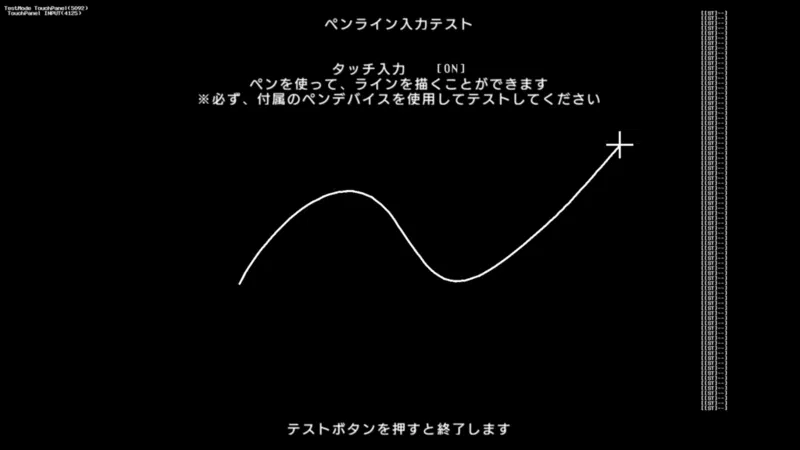 TestMode TouchPanel(5092)
TouchPanel INPUT(4125)
ペンライン入力テスト
タッチ入力 [ON]
ペンを使って、ラインを描くことができます
※必ず、付属のペンデバイスを使用してテストしてください
テストボタンを押すと終了します